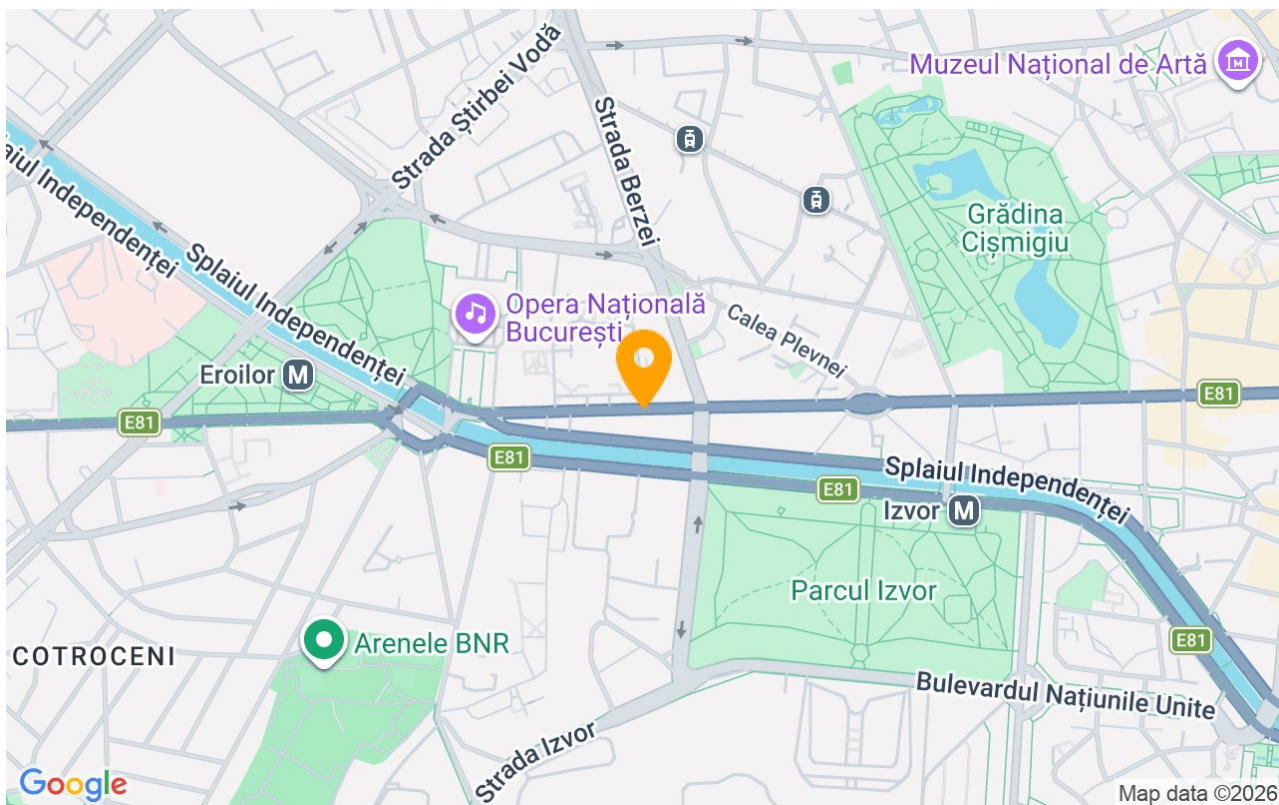 Muzeul Național de Artă
Strada Știrbei Vodă
Strada Berzei
Grădina
Cișmigiu
Splaiul Independenței
Splaiul Independenței
Opera Națională
București
Calea Plevnei
Eroilor M
E81
E81
E81
E81
Splaiul Independenței
Izvor M
Parcul Izvor
E81
Arenele BNR
COTROCENI
Bulevardul Națiunile Unite
Strada Izvor
Google
Map data ©2026